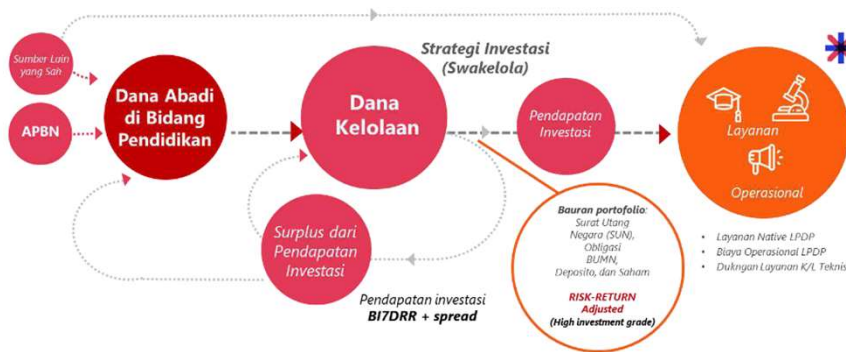 Sumber Lain
yang Sah
APBN
Dana Abadi
di Bidang
Pendidikan
Dana
Kelolaan
Strategi Investasi
(Swakelola)
Pendapatan
Investasi
Layanan
Operasional
Surplus dari
Pendapatan
Investasi
Pendapatan investasi
BI7DRR + spread
Bauran portofolio:
Surat Utang
Negara (SUN),
Obligasi
BUMN,
Deposito, dan Saham
RISK-RETURN
Adjusted
(High investment grade)
• Layanan Native LPDP
• Biaya Operasional LPDP
• Dukngan Layanan K/L Teknis